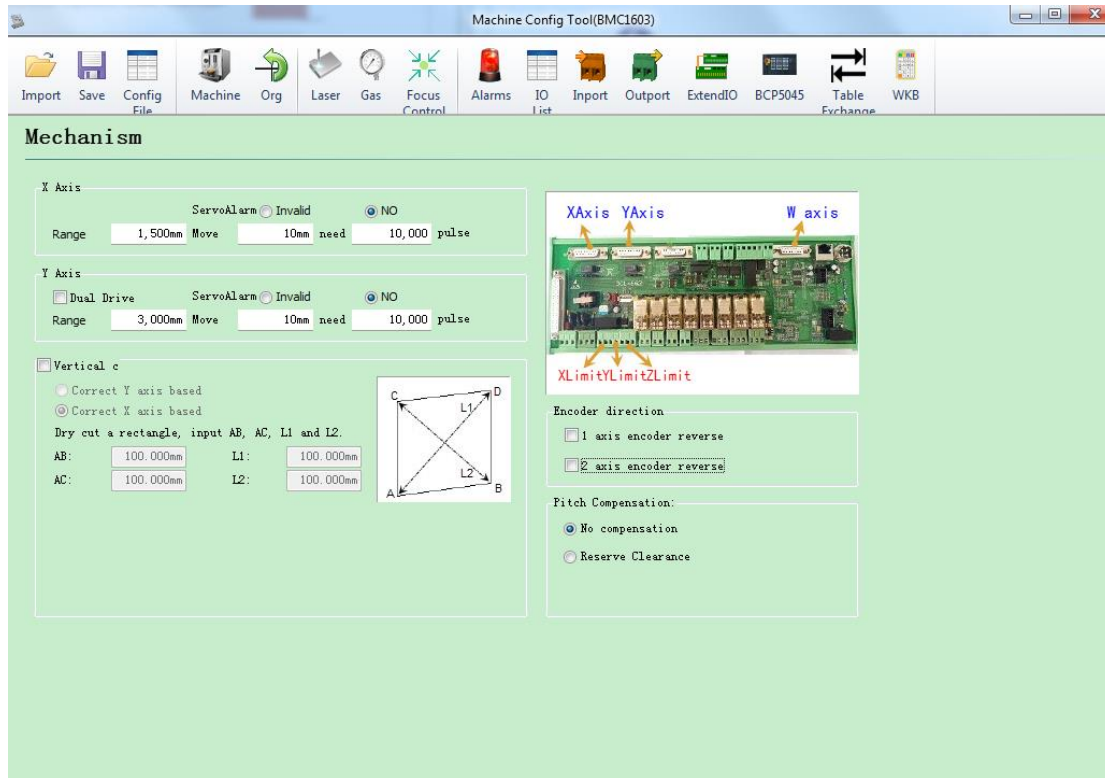 Machine Config Tool(BMC1603)
Import Save Config File Machine Org Laser Gas Focus Control Alarms IO List Inport Outport ExtendIO BCP5045 Table Exchange WKB
Mechanism
X Axis
ServoAlarm Invalid NO
Range 1,500mm Move 10mm need 10,000 pulse
Y Axis
Dual Drive ServoAlarm Invalid NO
Range 3,000mm Move 10mm need 10,000 pulse
Vertical c
Correct Y axis based
Correct X axis based
Dry cut a rectangle, input AB, AC, L1 and L2.
AB: 100.000mm L1: 100.000mm
AC: 100.000mm L2: 100.000mm
C D
L1
L2
A B
XAxis YAxis W axis
XLimitYLimitZLimit
Encoder direction
1 axis encoder reverse
2 axis encoder reverse
Pitch Compensation:
No compensation
Reserve Clearance